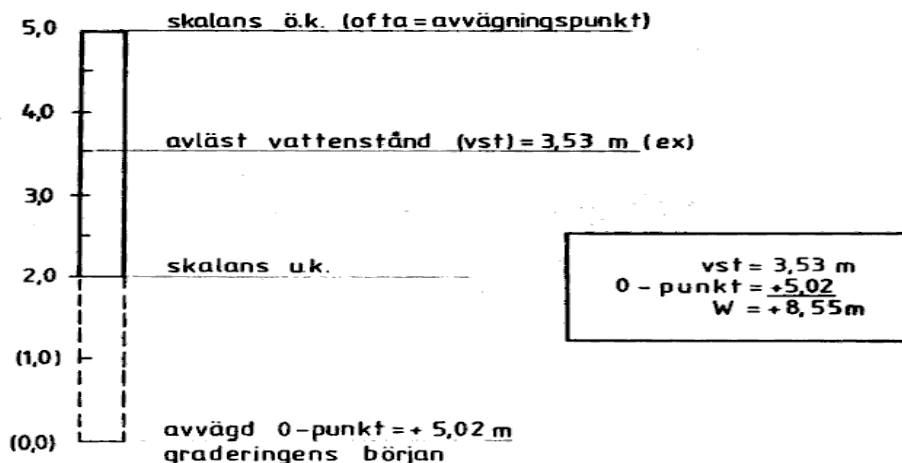 5,0 skalans ö.k. (ofta=avvägningspunkt)
4,0
avläst vattenstånd (vst) = 3,53 m (ex)
3,0
2,0 skalans u.k.
vst = 3,53 m
0 - punkt = +5,02
W = +8,55m
(1,0)
(0,0) avvägd 0-punkt = + 5,02 m
graderingens början